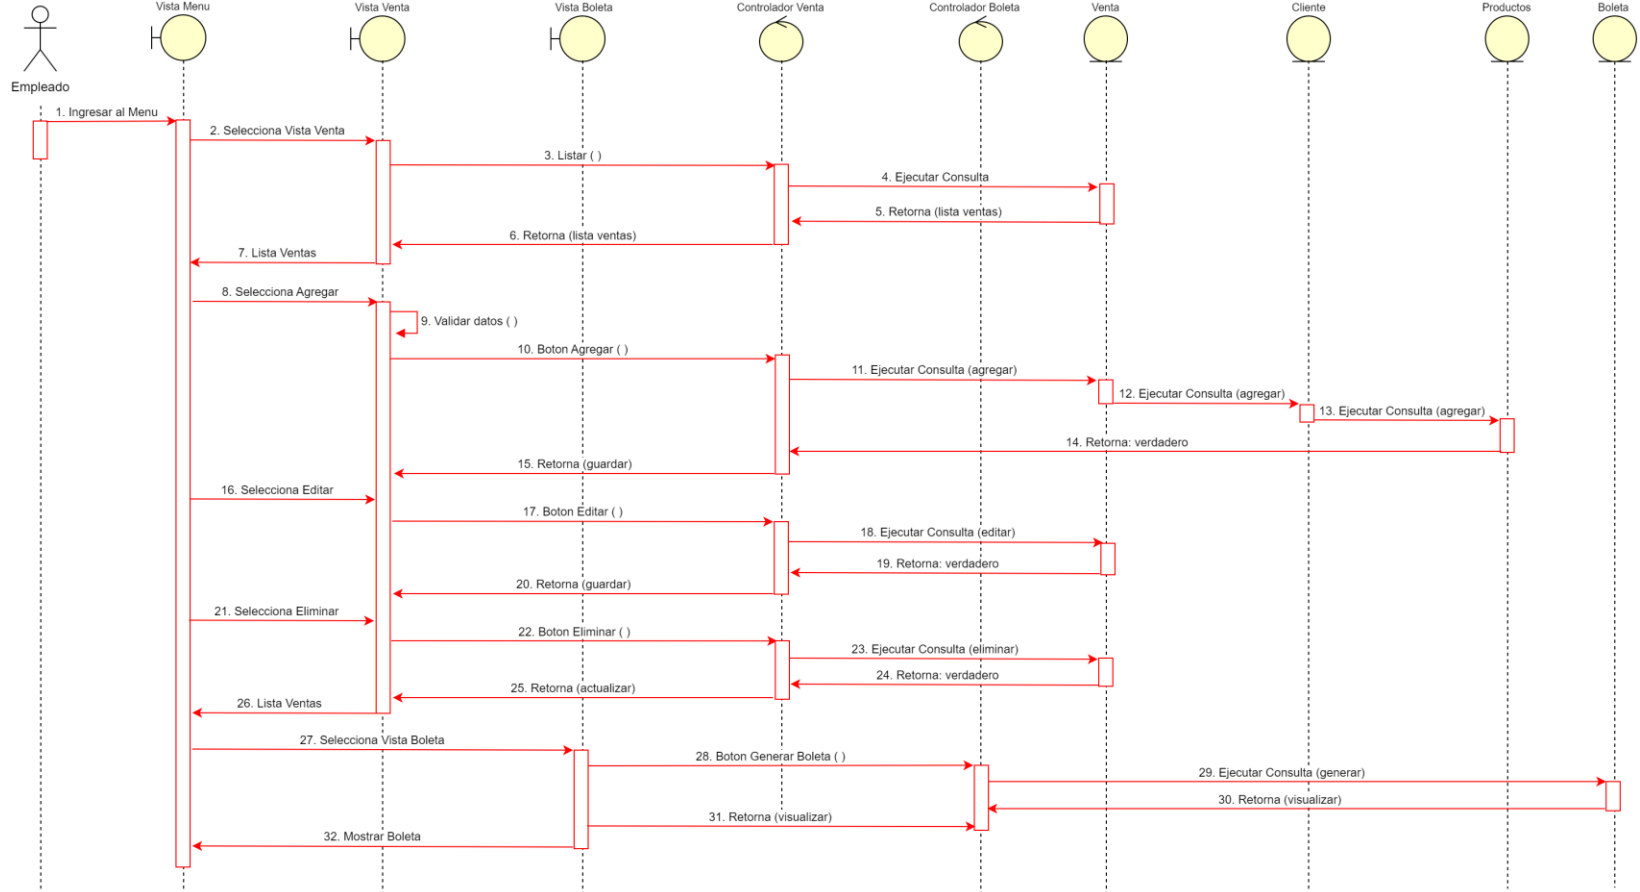 Vista Menu
Vista Venta
Vista Boleta
Controlador Venta
Controlador Boleta
Venta
Cliente
Productos
Boleta
Empleado
1. Ingresar al Menu
2. Selecciona Vista Venta
3. Listar ( )
4. Ejecutar Consulta
5. Retorna (lista ventas)
6. Retorna (lista ventas)
7. Lista Ventas
8. Selecciona Agregar
9. Validar datos ( )
10. Boton Agregar ( )
11. Ejecutar Consulta (agregar)
12. Ejecutar Consulta (agregar)
13. Ejecutar Consulta (agregar)
14. Retorna: verdadero
15. Retorna (guardar)
16. Selecciona Editar
17. Boton Editar ( )
18. Ejecutar Consulta (editar)
19. Retorna: verdadero
20. Retorna (guardar)
21. Selecciona Eliminar
22. Boton Eliminar ( )
23. Ejecutar Consulta (eliminar)
24. Retorna: verdadero
25. Retorna (actualizar)
26. Lista Ventas
27. Selecciona Vista Boleta
28. Boton Generar Boleta ( )
29. Ejecutar Consulta (generar)
30. Retorna (visualizar)
31. Retorna (visualizar)
32. Mostrar Boleta